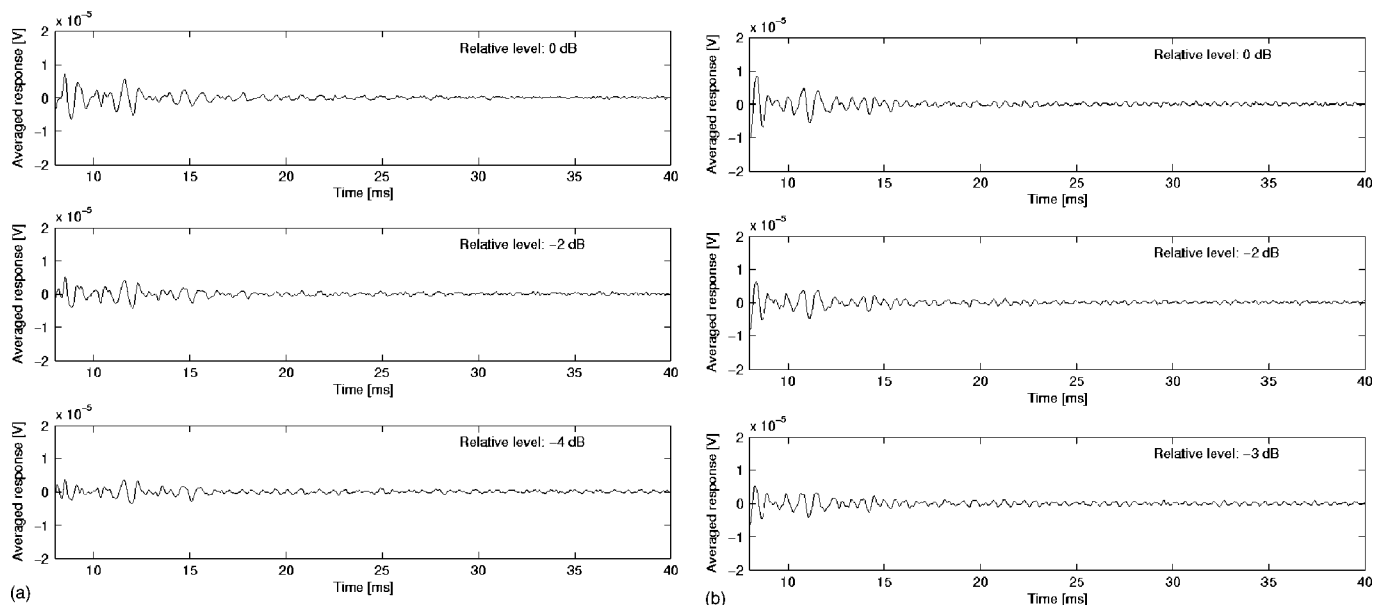 x 10⁻⁵
Averaged response [V]
2
1
0
−1
−2
Relative level: 0 dB
10 15 20 25 30 35 40
Time [ms]
x 10⁻⁵
Averaged response [V]
2
1
0
−1
−2
Relative level: −2 dB
10 15 20 25 30 35 40
Time [ms]
x 10⁻⁵
Averaged response [V]
2
1
0
−1
−2
Relative level: −4 dB
10 15 20 25 30 35 40
Time [ms]
(a)
x 10⁻⁵
Averaged response [V]
2
1
0
−1
−2
Relative level: 0 dB
10 15 20 25 30 35 40
Time [ms]
x 10⁻⁵
Averaged response [V]
2
1
0
−1
−2
Relative level: −2 dB
10 15 20 25 30 35 40
Time [ms]
x 10⁻⁵
Averaged response [V]
2
1
0
−1
−2
Relative level: −3 dB
10 15 20 25 30 35 40
Time [ms]
(b)